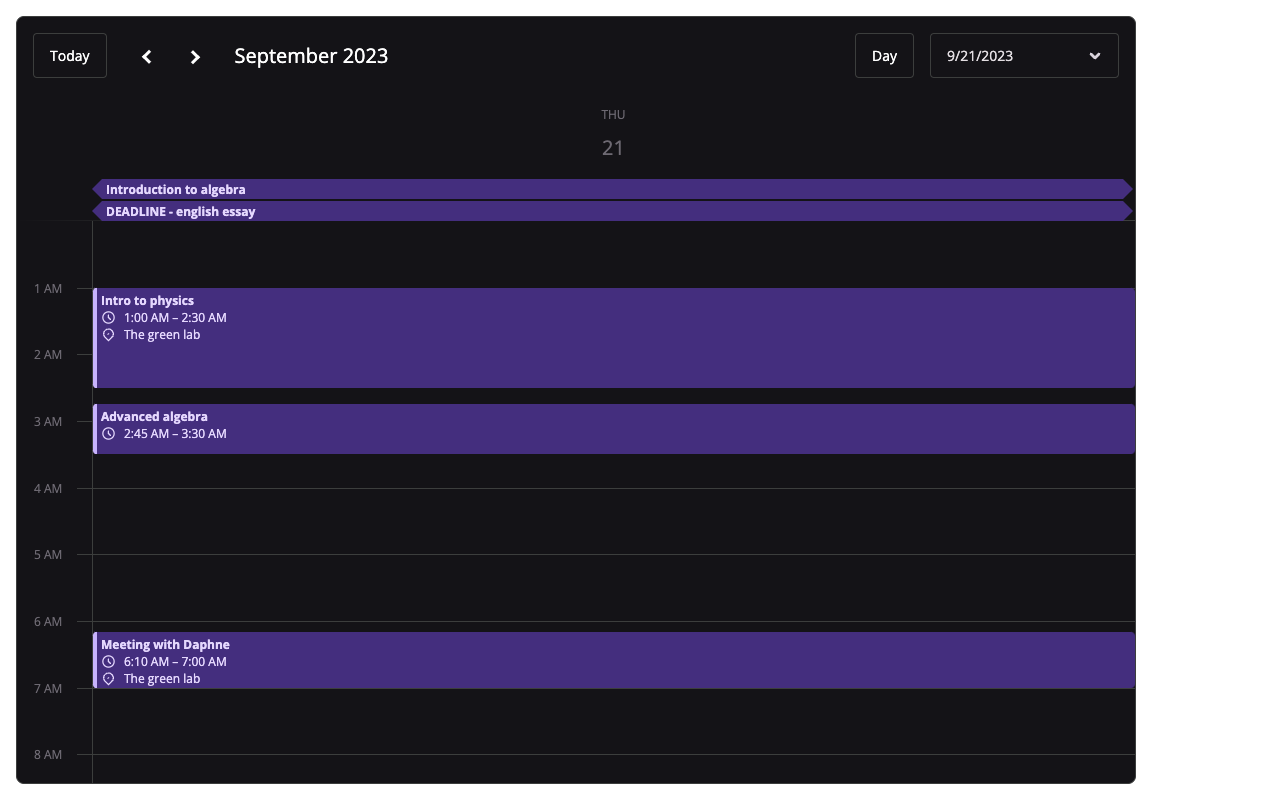 Today
September 2023
Day
9/21/2023
THU
21
Introduction to algebra
DEADLINE - english essay
1 AM
Intro to physics
1:00 AM – 2:30 AM
The green lab
2 AM
Advanced algebra
3 AM
2:45 AM – 3:30 AM
4 AM
5 AM
6 AM
Meeting with Daphne
6:10 AM – 7:00 AM
The green lab
7 AM
8 AM